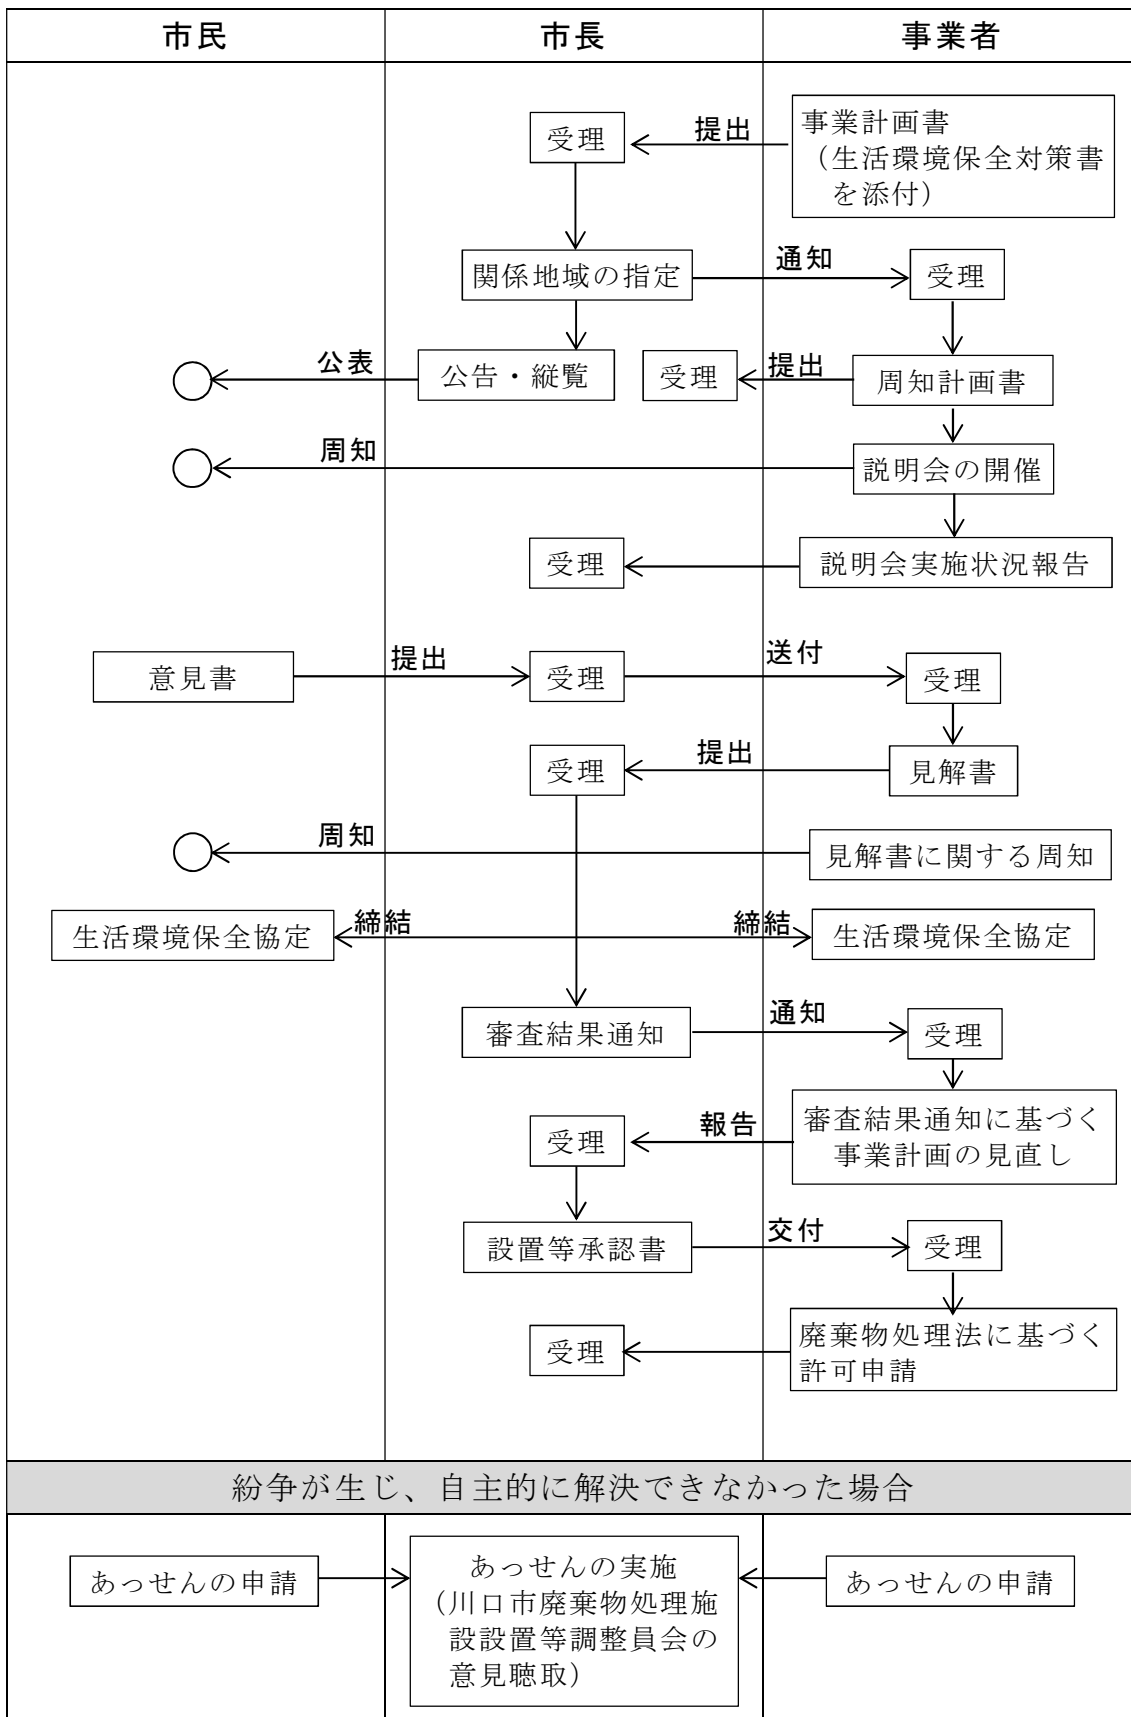 市民
市長
事業者
提出
受理
事業計画書
（生活環境保全対策書
を添付）
関係地域の指定
通知
受理
公表
公告・縦覧
受理
提出
周知計画書
周知
説明会の開催
受理
説明会実施状況報告
意見書
提出
受理
送付
受理
受理
提出
見解書
周知
見解書に関する周知
生活環境保全協定
締結
締結
生活環境保全協定
審査結果通知
通知
受理
受理
報告
審査結果通知に基づく
事業計画の見直し
設置等承認書
交付
受理
受理
廃棄物処理法に基づく
許可申請
紛争が生じ、自主的に解決できなかった場合
あっせんの申請
あっせんの実施
（川口市廃棄物処理施
設設置等調整員会の
意見聴取）
あっせんの申請